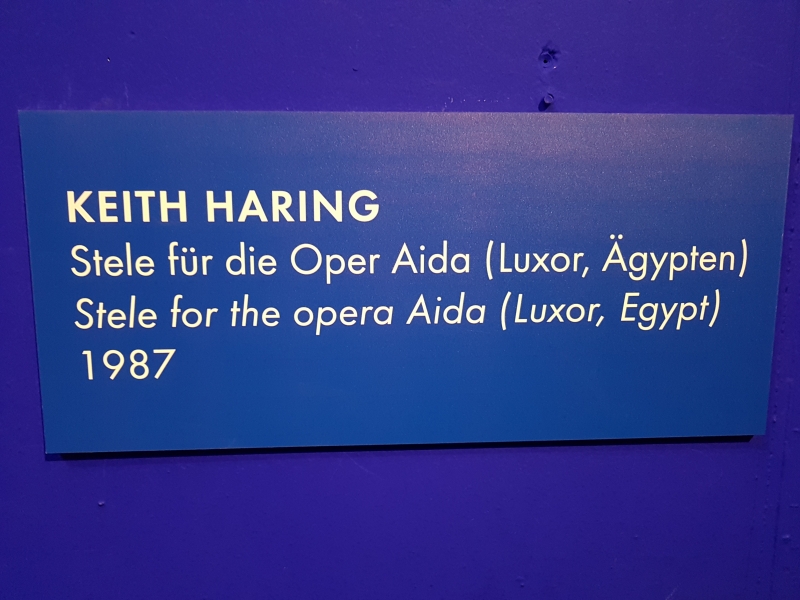 KEITH HARING
Stele für die Oper Aida (Luxor, Ägypten)
Stele for the opera Aida (Luxor, Egypt)
1987